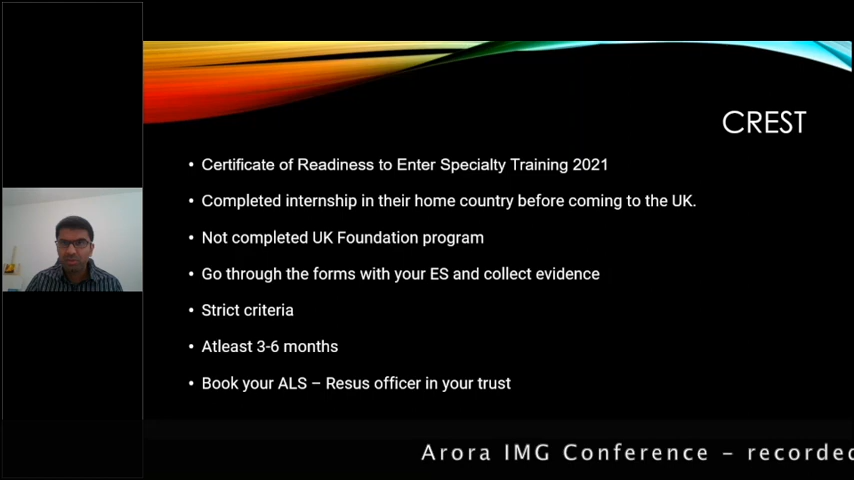 CREST
• Certificate of Readiness to Enter Specialty Training 2021
• Completed internship in their home country before coming to the UK.
• Not completed UK Foundation program
• Go through the forms with your ES and collect evidence
• Strict criteria
• Atleast 3-6 months
• Book your ALS – Resus officer in your trust
Arora IMG Conference – recorded